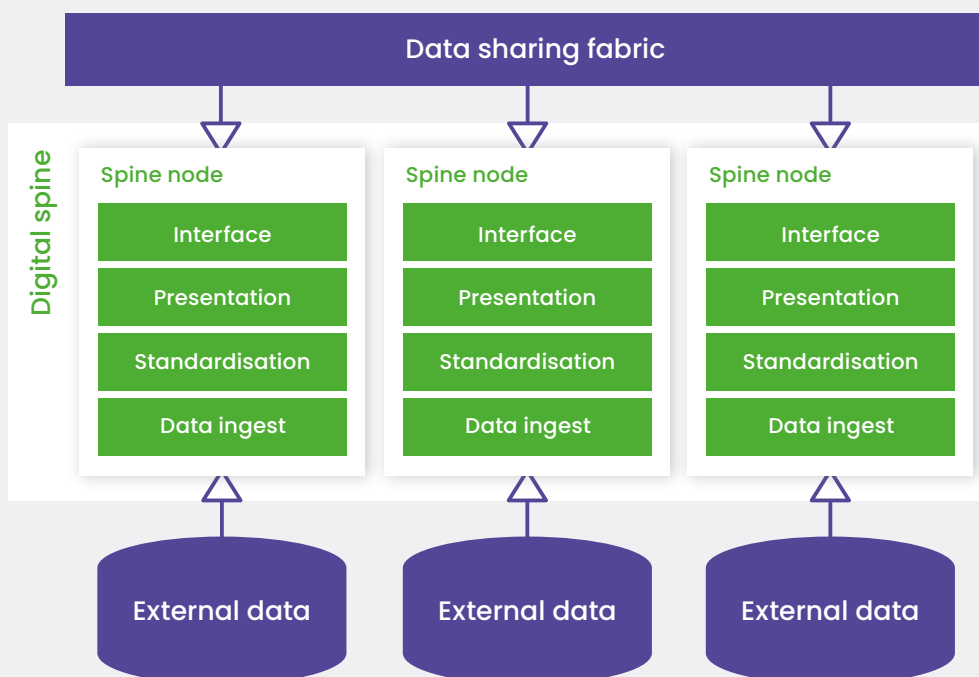 Data sharing fabric
Digital spine
Spine node
Interface
Presentation
Standardisation
Data ingest
Spine node
Interface
Presentation
Standardisation
Data ingest
Spine node
Interface
Presentation
Standardisation
Data ingest
External data
External data
External data